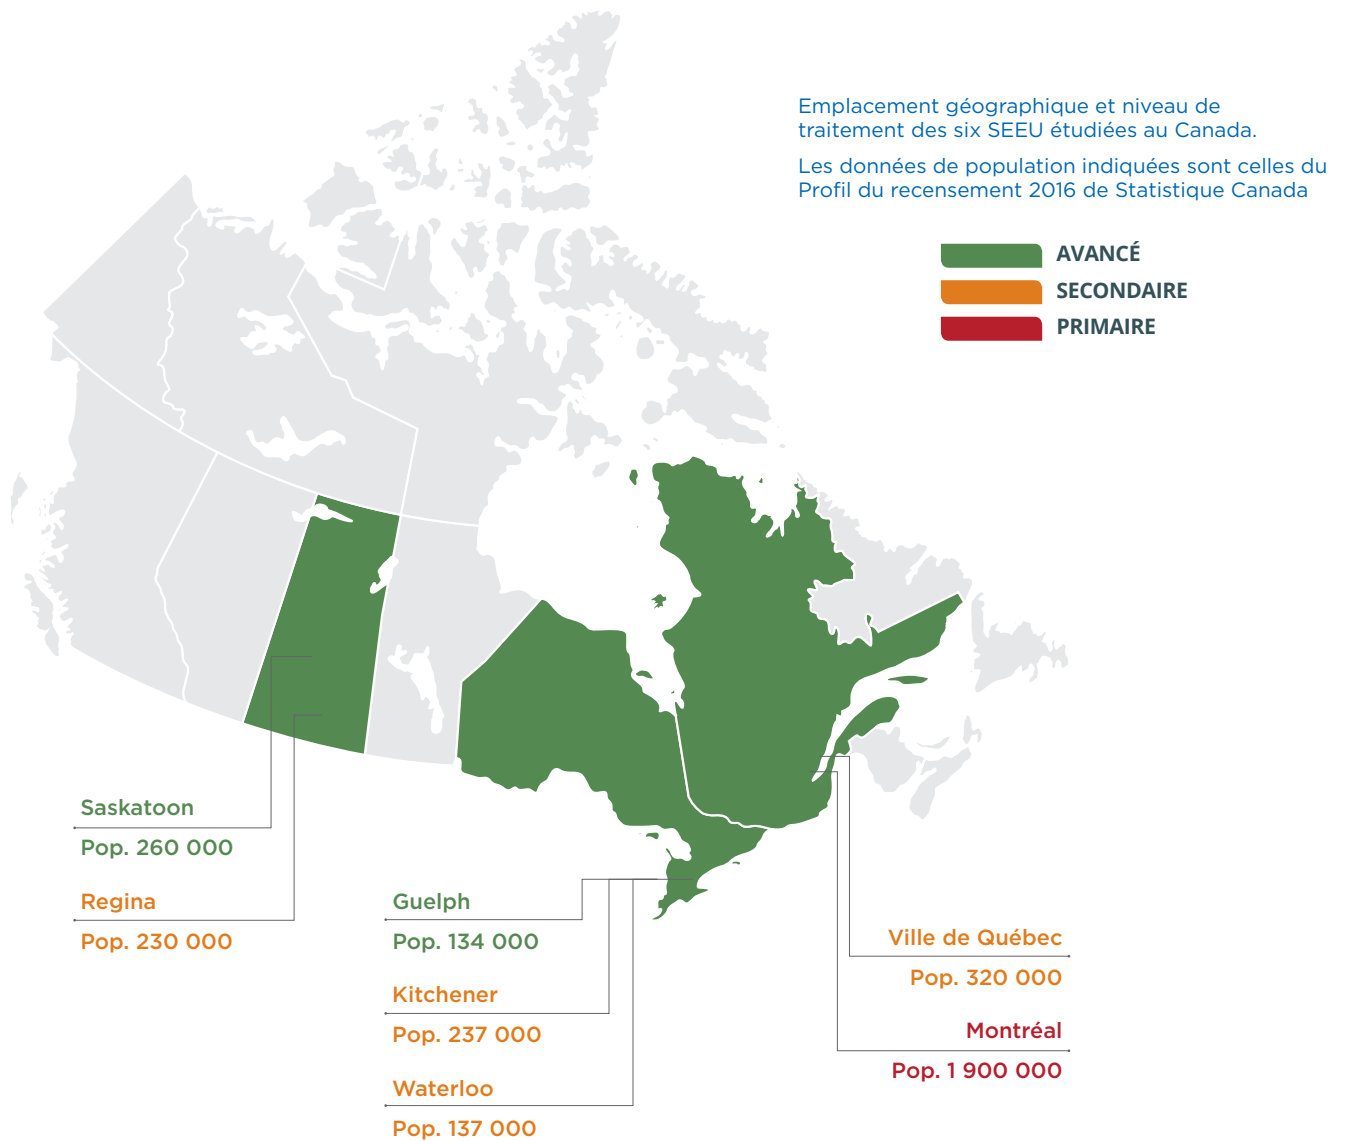 Emplacement géographique et niveau de
traitement des six SEEU étudiées au Canada.
Les données de population indiquées sont celles du
Profil du recensement 2016 de Statistique Canada
AVANCÉ
SECONDAIRE
PRIMAIRE
Saskatoon
Pop. 260 000
Regina
Pop. 230 000
Guelph
Pop. 134 000
Kitchener
Pop. 237 000
Waterloo
Pop. 137 000
Ville de Québec
Pop. 320 000
Montréal
Pop. 1 900 000